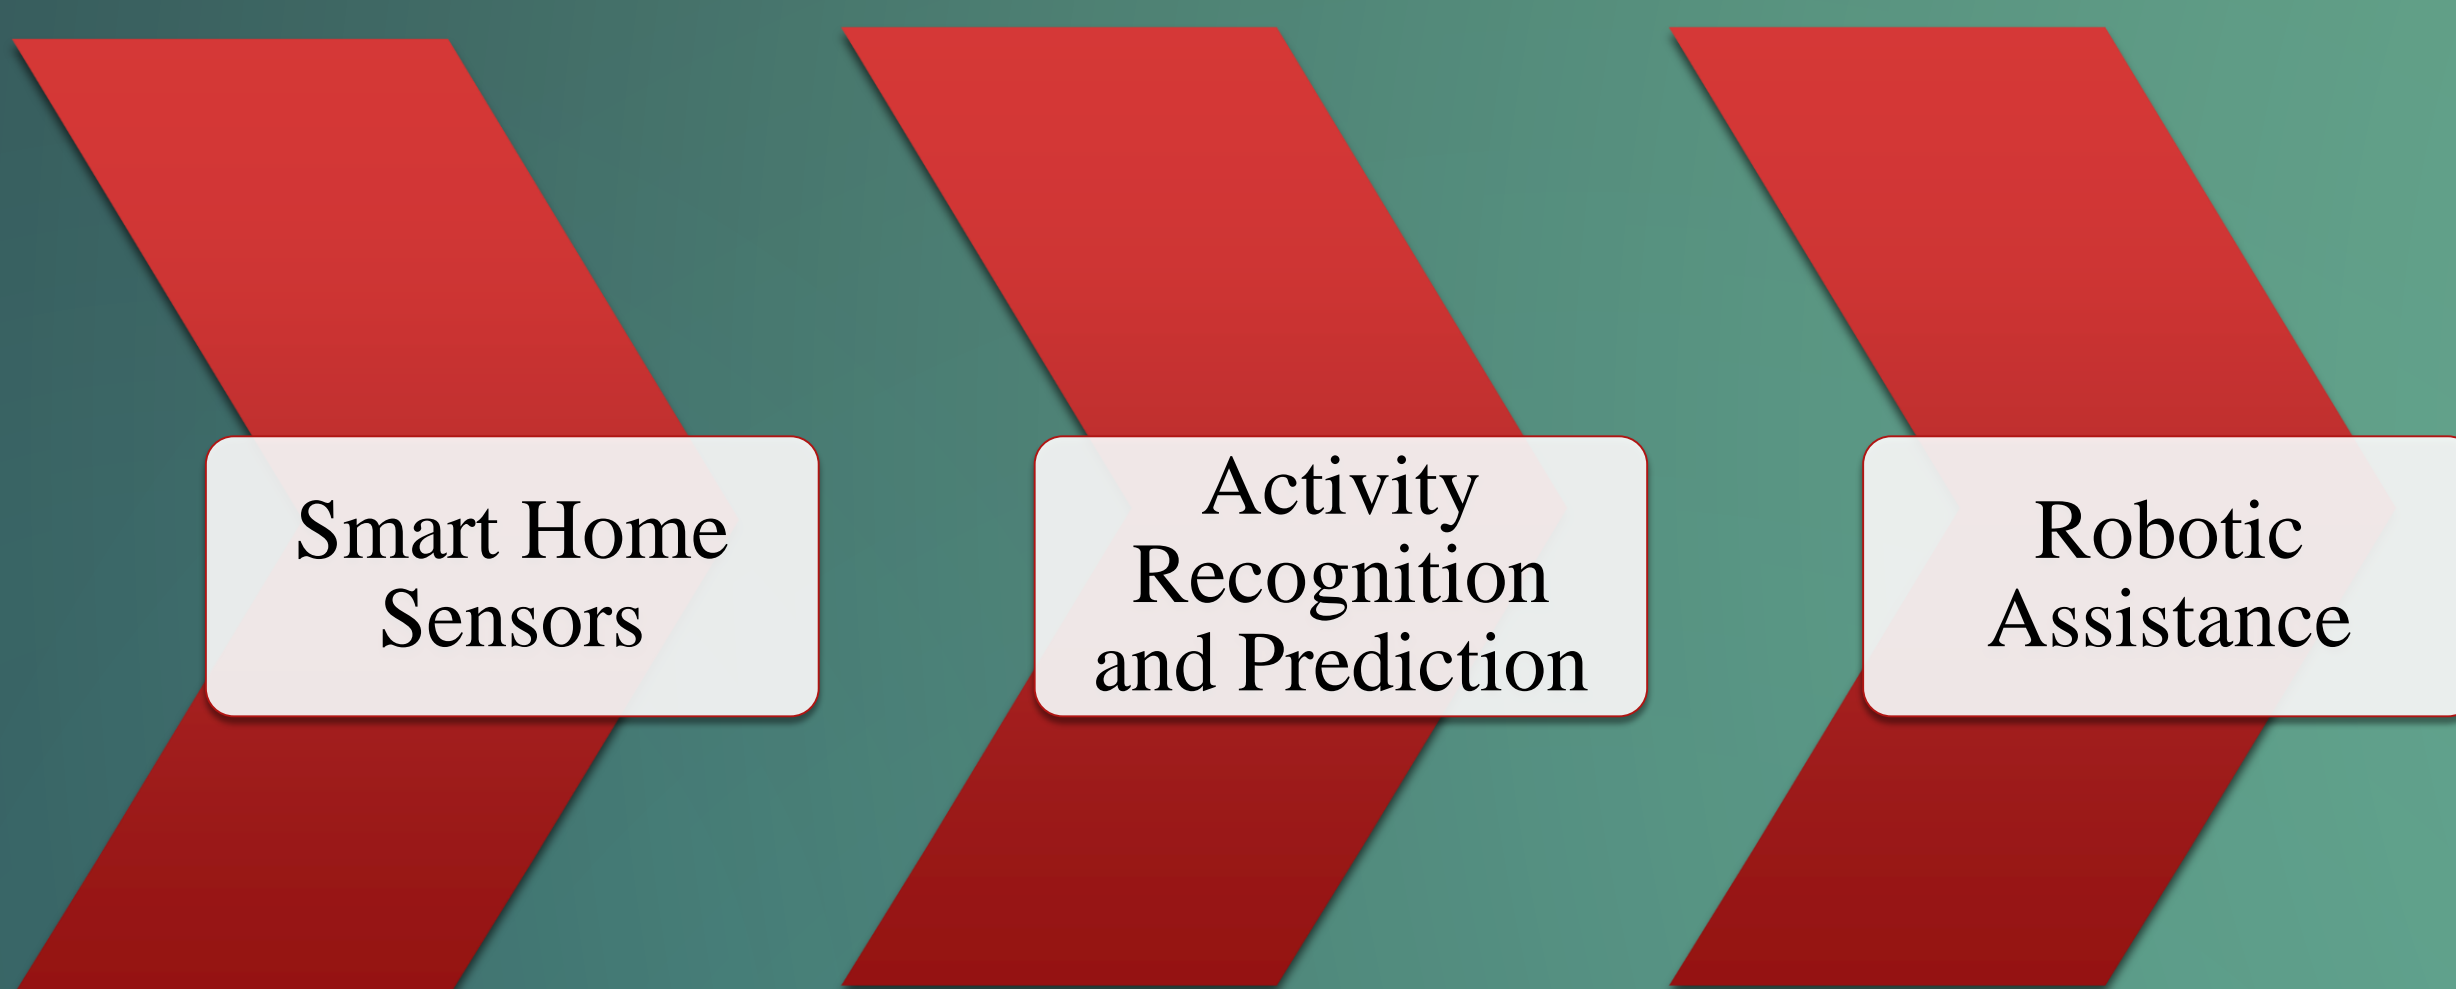 Smart Home
Sensors
Activity
Recognition
and Prediction
Robotic
Assistance